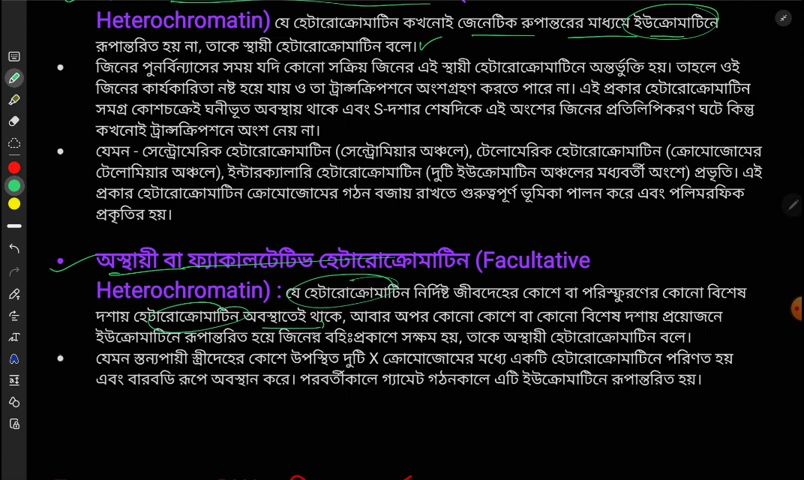 Heterochromatin) যে হেটারোক্রোমাটিন কখনোই জেনেটিক রুপান্তরের মাধ্যমে ইউক্রোমাটিনে
রূপান্তরিত হয় না, তাকে স্থায়ী হেটারোক্রোমাটিন বলে।
জিনের পুনর্বিন্যাসের সময় যদি কোনো সক্রিয় জিনের এই স্থায়ী হেটারোক্রোমাটিনে অন্তর্ভুক্তি হয়। তাহলে ওই
জিনের কার্যকারিতা নষ্ট হয়ে যায় ও তা ট্রান্সক্রিপশনে অংশগ্রহণ করতে পারে না। এই প্রকার হেটারোক্রোমাটিন
সমগ্র কোশচক্রেই ঘনীভূত অবস্থায় থাকে এবং S-দশার শেষদিকে এই অংশের জিনের প্রতিলিপিকরণ ঘটে কিন্তু
কখনোই ট্রান্সক্রিপশনে অংশ নেয় না।
যেমন - সেন্ট্রোমেরিক হেটারোক্রোমাটিন (সেন্ট্রোমিয়ার অঞ্চলে), টেলোমেরিক হেটারোক্রোমাটিন (ক্রোমোজোমের
টেলোমিয়ার অঞ্চলে), ইন্টারক্যালারি হেটারোক্রোমাটিন (দুটি ইউক্রোমাটিন অঞ্চলের মধ্যবর্তী অংশে) প্রভৃতি। এই
প্রকার হেটারোক্রোমাটিন ক্রোমোজোমের গঠন বজায় রাখতে গুরুত্বপূর্ণ ভূমিকা পালন করে এবং পলিমরফিক
প্রকৃতির হয়।
অস্থায়ী বা ফ্যাকালটেটিভ হেটারোক্রোমাটিন (Facultative
Heterochromatin) : যে হেটারোক্রোমাটিন নির্দিষ্ট জীবদেহের কোশে বা পরিস্ফুরণের কোনো বিশেষ
দশায় হেটারোক্রোমাটিন অবস্থাতেই থাকে, আবার অপর কোনো কোশে বা কোনো বিশেষ দশায় প্রয়োজনে
ইউক্রোমাটিনে রূপান্তরিত হয়ে জিনের বহিঃপ্রকাশে সক্ষম হয়, তাকে অস্থায়ী হেটারোক্রোমাটিন বলে।
যেমন স্তন্যপায়ী স্ত্রীদেহের কোশে উপস্থিত দুটি X ক্রোমোজোমের মধ্যে একটি হেটারোক্রোমাটিনে পরিণত হয়
এবং বারবডি রূপে অবস্থান করে। পরবর্তীকালে গ্যামেট গঠনকালে এটি ইউক্রোমাটিনে রূপান্তরিত হয়।